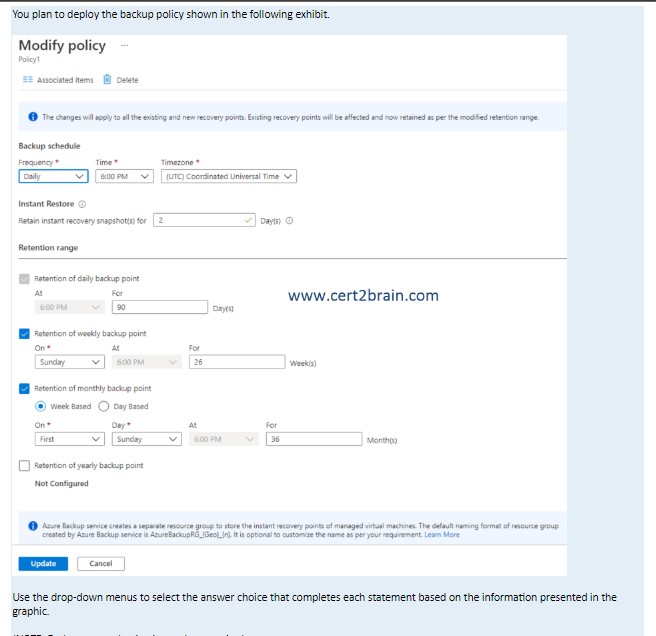 You plan to deploy the backup policy shown in the following exhibit.
Modify policy ...
Policy1
Associated items Delete
The changes will apply to all the existing and new recovery points. Existing recovery points will be affected and now retained as per the modified retention range.
Backup schedule
Frequency * Time * Timezone *
Daily 6:00 PM (UTC) Coordinated Universal Time
Instant Restore
Retain instant recovery snapshot(s) for 2 Day(s)
Retention range
Retention of daily backup point
At For
6:00 PM 90 Day(s)
www.cert2brain.com
Retention of weekly backup point
On * At For
Sunday 6:00 PM 26 Week(s)
Retention of monthly backup point
Week Based Day Based
On * Day * At For
First Sunday 6:00 PM 36 Month(s)
Retention of yearly backup point
Not Configured
Azure Backup service creates a separate resource group to store the instant recovery points of managed virtual machines. The default naming format of resource group
created by Azure Backup service is AzureBackupRG_{Geo}_{n}. It is optional to customize the name as per your requirement. Learn More
Update Cancel
Use the drop-down menus to select the answer choice that completes each statement based on the information presented in the
graphic.